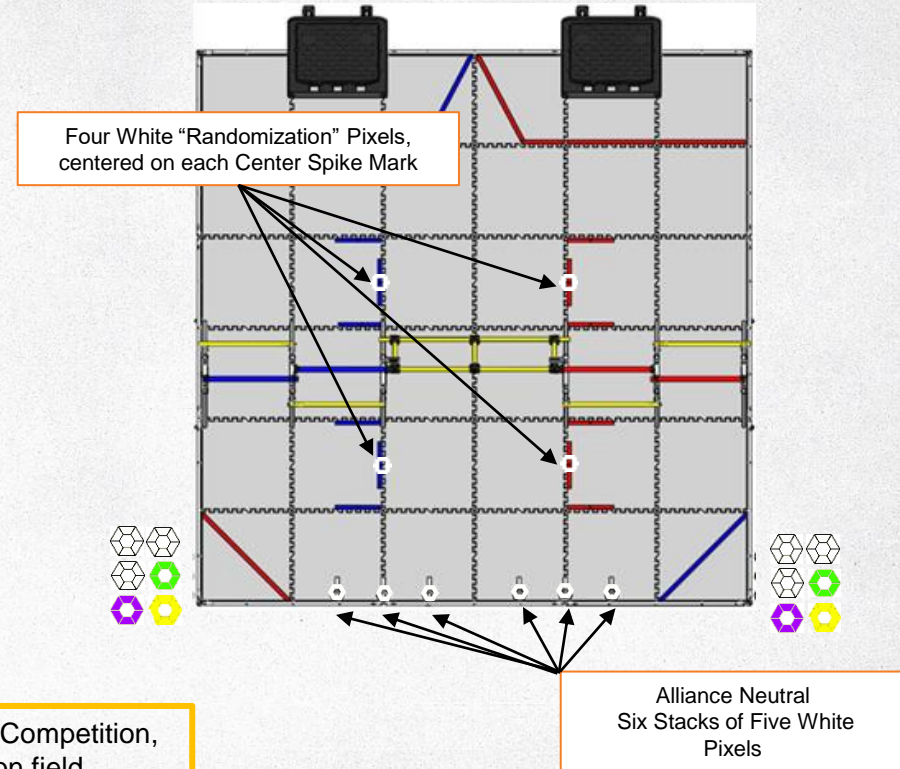 Four White “Randomization” Pixels,
centered on each Center Spike Mark
Alliance Neutral
Six Stacks of Five White
Pixels
Competition,
on field